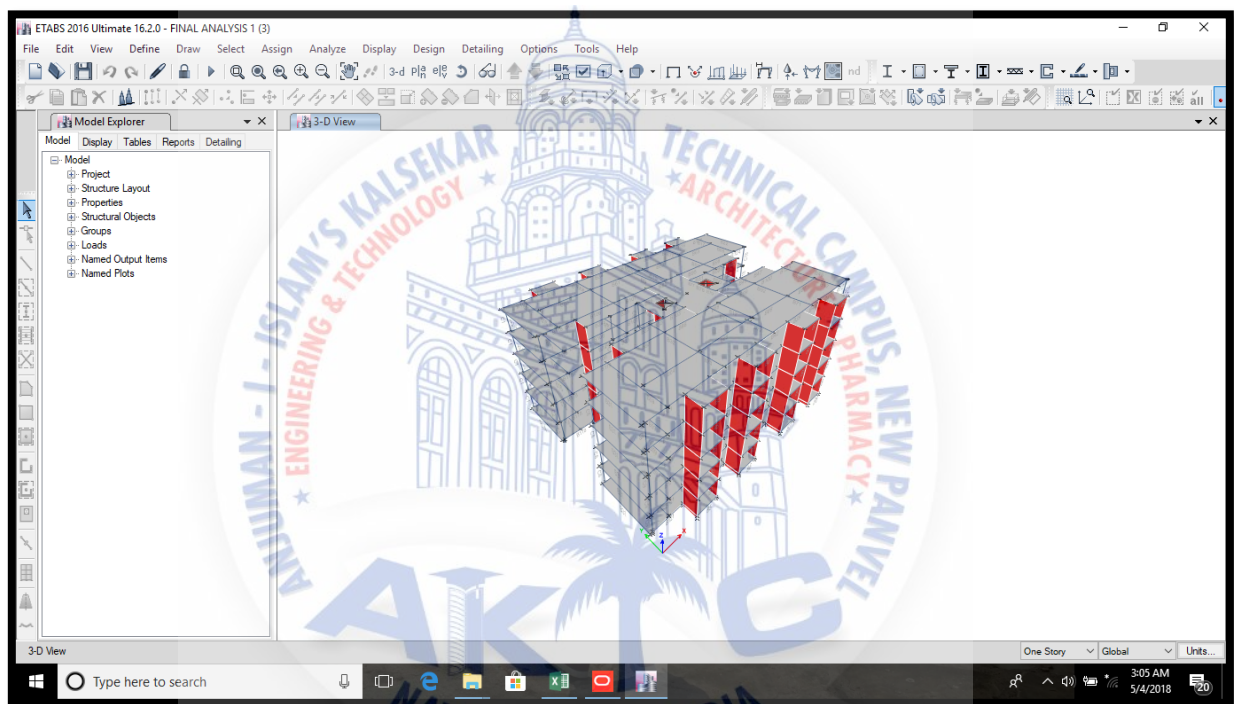 ETABS 2016 Ultimate 16.2.0 - FINAL ANALYSIS 1 (3)
File Edit View Define Draw Select Assign Analyze Display Design Detailing Options Tools Help
3-d
nd
all
Model Explorer
3-D View
Model Display Tables Reports Detailing
Model
Project
Structure Layout
Properties
Structural Objects
Groups
Loads
Named Output Items
Named Plots
ANJUMAN - I - ISLAM'S KALSEKAR TECHNICAL CAMPUS, NEW PANVEL
ENGINEERING & TECHNOLOGY ★ ★ ARCHITECTURE
PHARMACY
Y Z X
AKTC
3-D View
One Story Global Units...
Type here to search
3:05 AM
5/4/2018
20